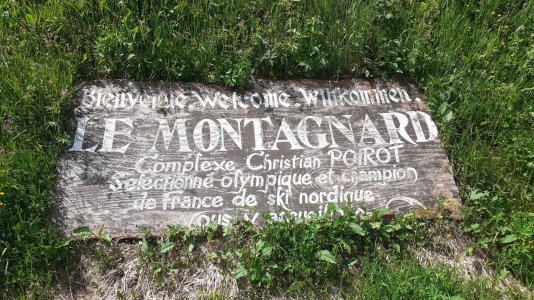 Bienvenue - Welcome - Willkommen
LE MONTAGNARD
Complexe Christian POIROT
Sélectionné olympique et champion
de france de ski nordique